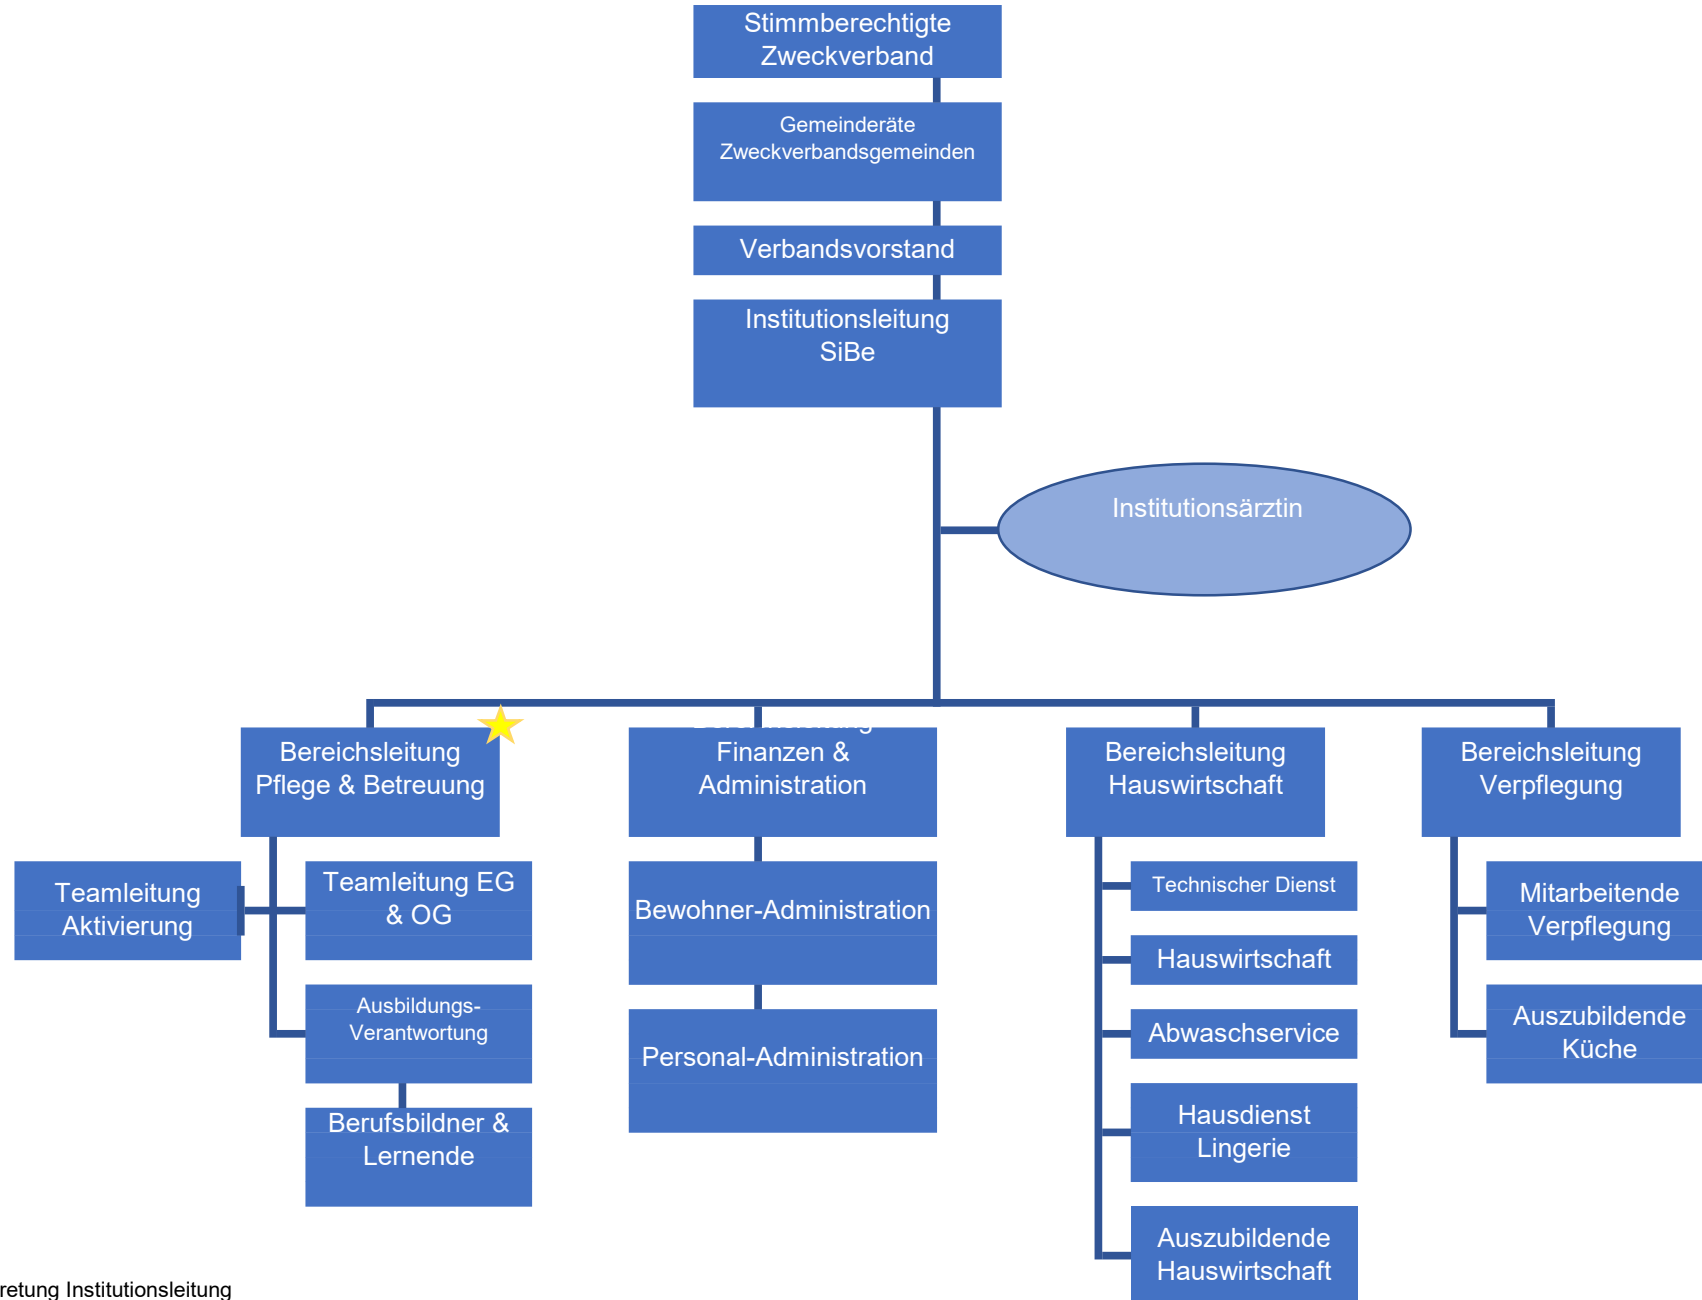 Stimmberechtigte
Zweckverband
Gemeinderäte
Zweckverbandsgemeinden
Verbandsvorstand
Institutionsleitung
SiBe
Institutionsärztin
Bereichsleitung
Pflege & Betreuung
Finanzen &
Administration
Bereichsleitung
Hauswirtschaft
Bereichsleitung
Verpflegung
Teamleitung
Aktivierung
Teamleitung EG
& OG
Ausbildungs-
Verantwortung
Berufsbildner &
Lernende
Bewohner-Administration
Personal-Administration
Technischer Dienst
Hauswirtschaft
Abwaschservice
Hausdienst
Lingerie
Auszubildende
Hauswirtschaft
Mitarbeitende
Verpflegung
Auszubildende
Küche
retung Institutionsleitung